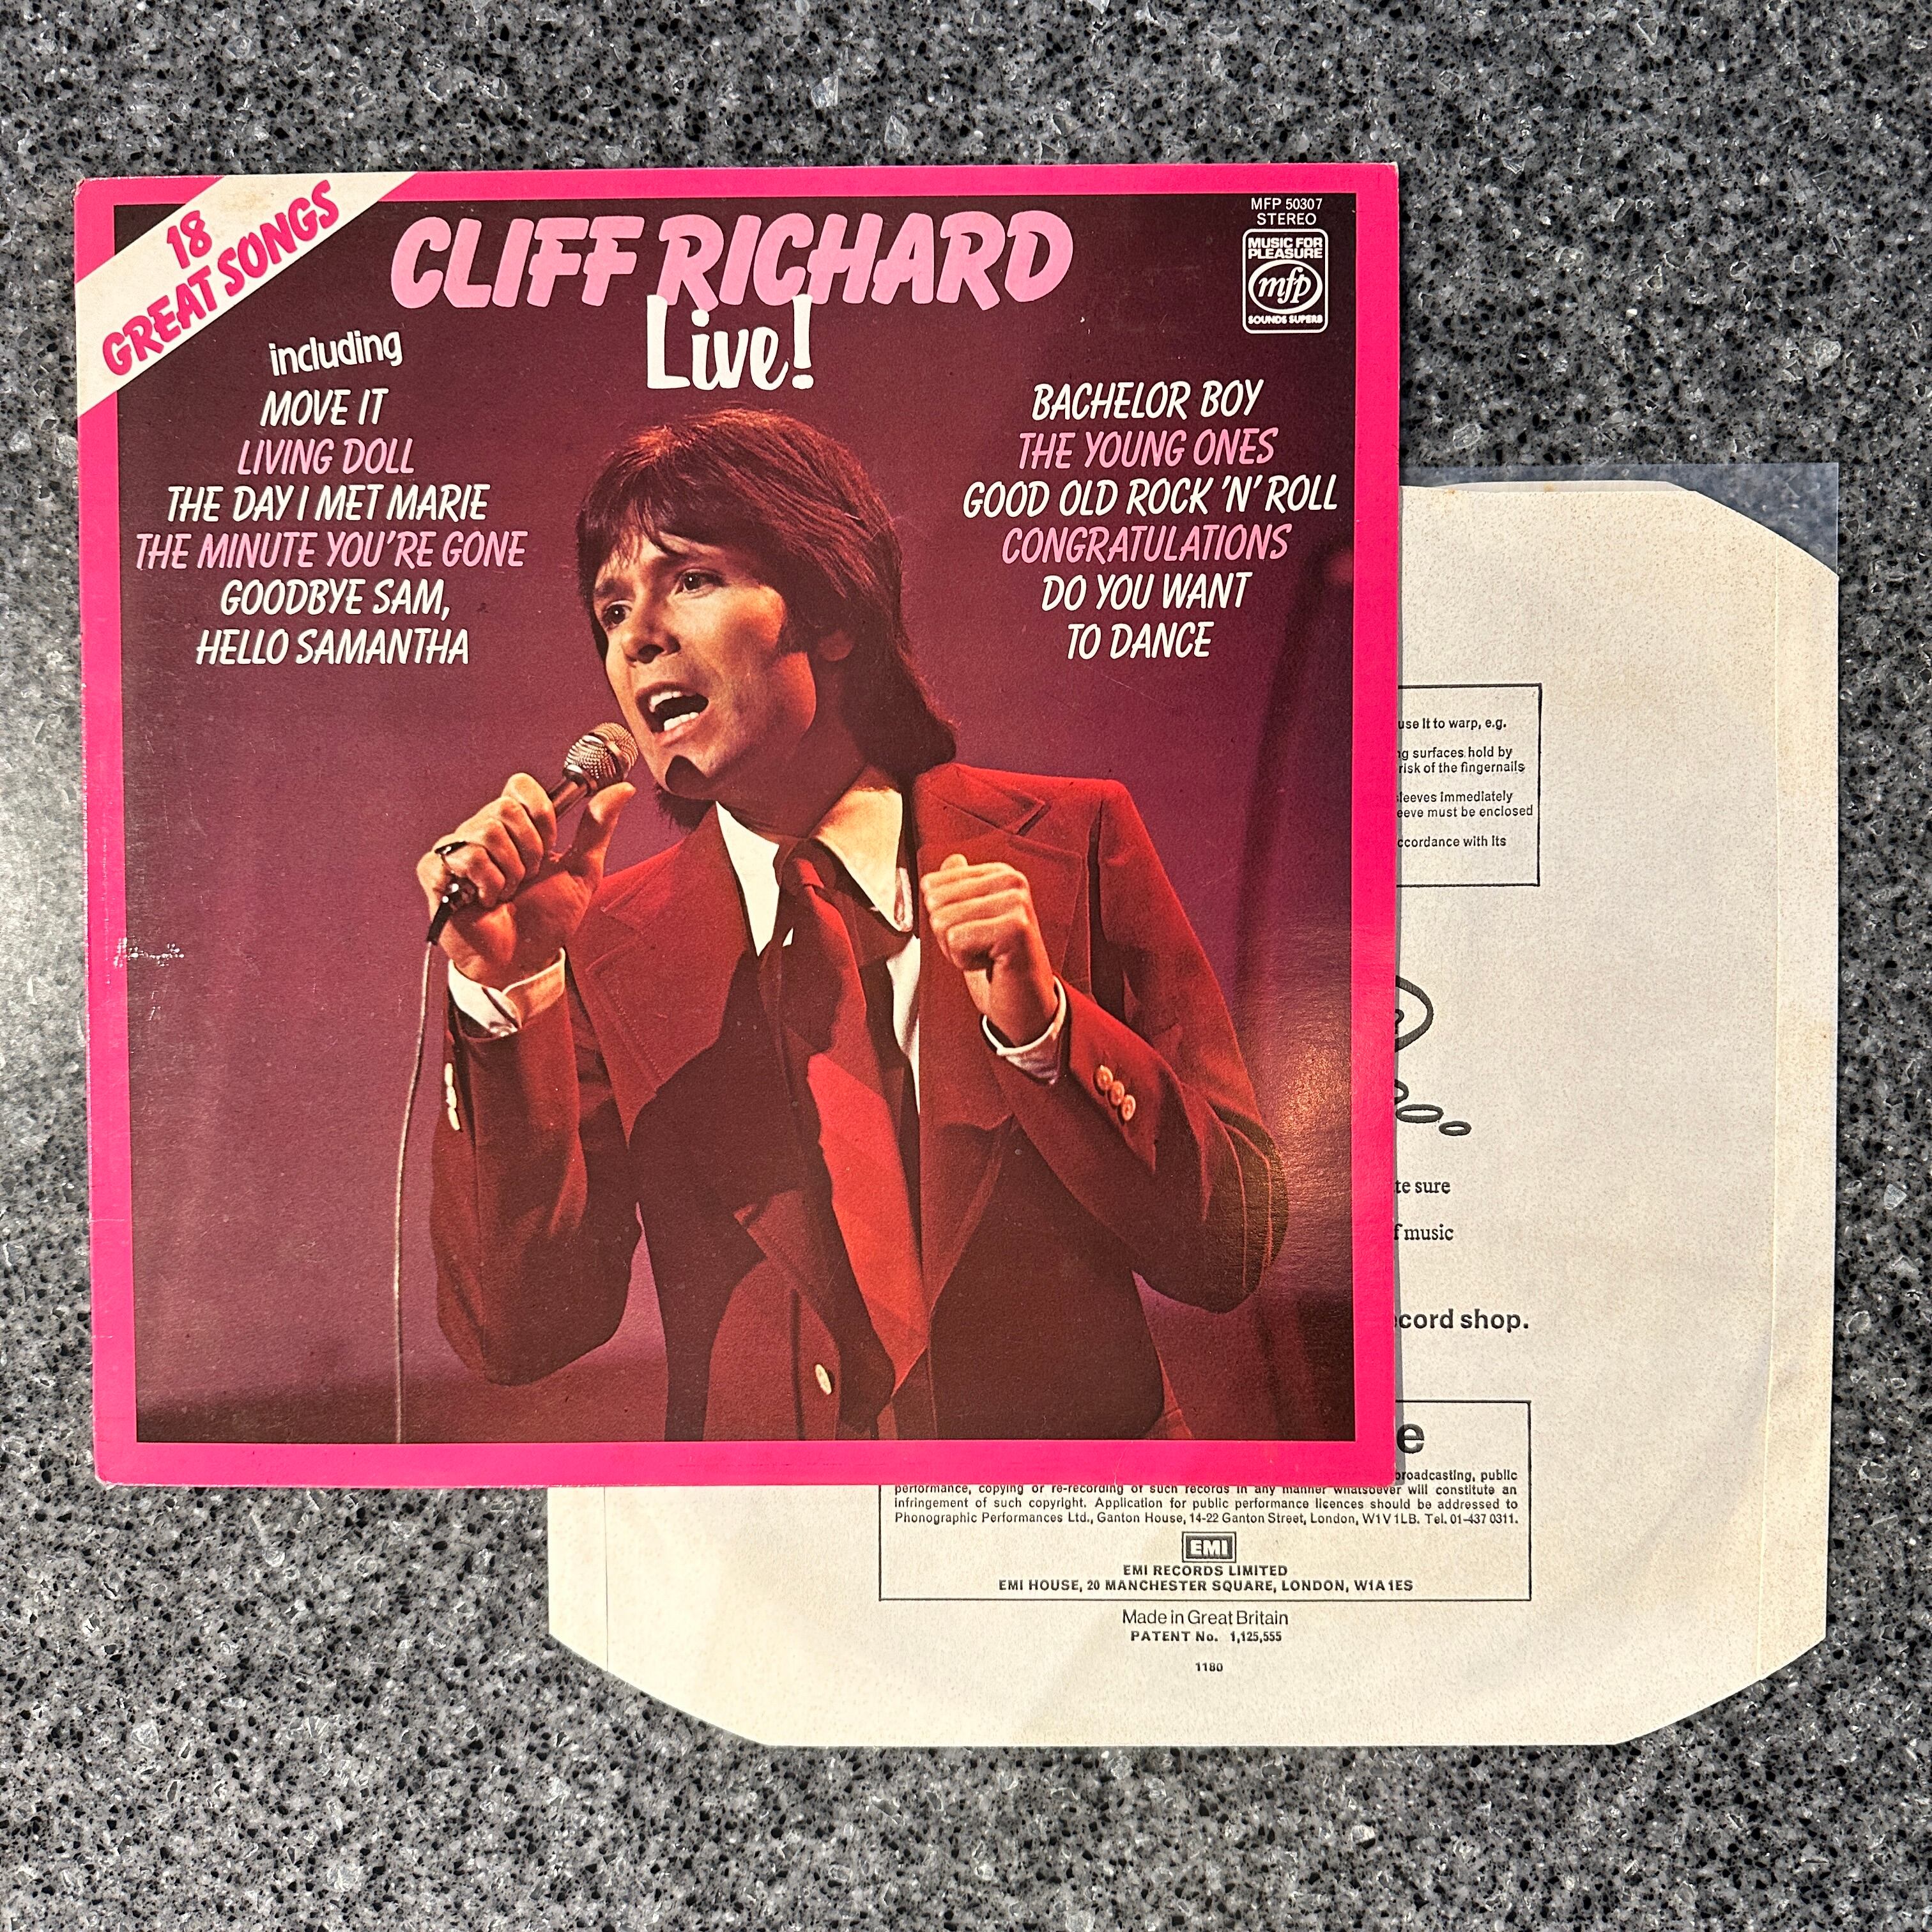 18
GREAT SONGS
CLIFF RICHARD
Live!
MFP 50307
STEREO
MUSIC FOR
PLEASURE
mfp
SOUNDS SUPERB
including
MOVE IT
LIVING DOLL
THE DAY I MET MARIE
THE MINUTE YOU'RE GONE
GOODBYE SAM,
HELLO SAMANTHA
BACHELOR BOY
THE YOUNG ONES
GOOD OLD ROCK 'N' ROLL
CONGRATULATIONS
DO YOU WANT
TO DANCE
use It to warp, e.g.
surfaces hold by
risk of the fingernails
sleeves immediately
must be enclosed
accordance with Its
sure
music
record shop.
broadcasting, public
performance, copying or re-recording of such records in any manner whatsoever will constitute an
infringement of such copyright. Application for public performance licences should be addressed to
Phonographic Performances Ltd., Ganton House, 14-22 Ganton Street, London, W1V 1LB. Tel. 01-437 0311.
EMI
EMI RECORDS LIMITED
EMI HOUSE, 20 MANCHESTER SQUARE, LONDON, W1A 1ES
Made in Great Britain
PATENT No. 1,125,555
1180